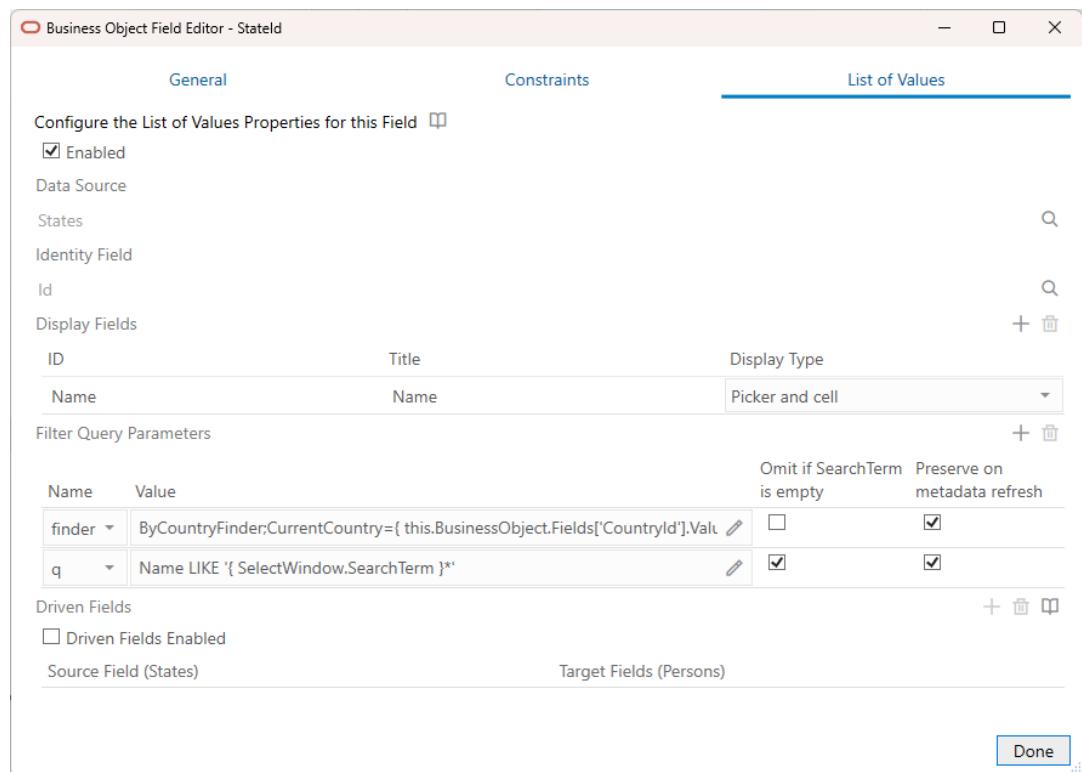 Business Object Field Editor - StateId
General Constraints List of Values
Configure the List of Values Properties for this Field
Enabled
Data Source
States
Identity Field
Id
Display Fields
ID Title Display Type
Name Name Picker and cell
Filter Query Parameters
Omit if SearchTerm Preserve on
Name Value is empty metadata refresh
finder ByCountryFinder;CurrentCountry={ this.BusinessObject.Fields['CountryId'].Valu
q Name LIKE '{ SelectWindow.SearchTerm }*'
Driven Fields
Driven Fields Enabled
Source Field (States) Target Fields (Persons)
Done